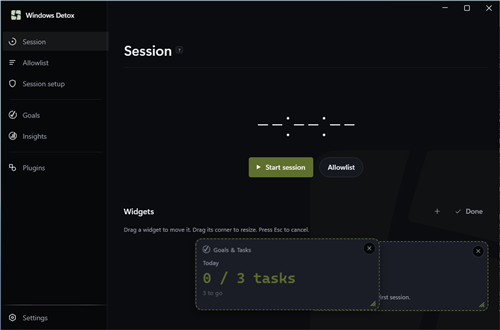 Windows Detox
Session
Allowlist
Session setup
Goals
Insights
Plugins
Settings
Session ?
--:--:--
Start session
Allowlist
Widgets
+ Done
Drag a widget to move it. Drag its corner to resize. Press Esc to cancel.
Goals & Tasks
Today
0 / 3 tasks
3 to go
first session.